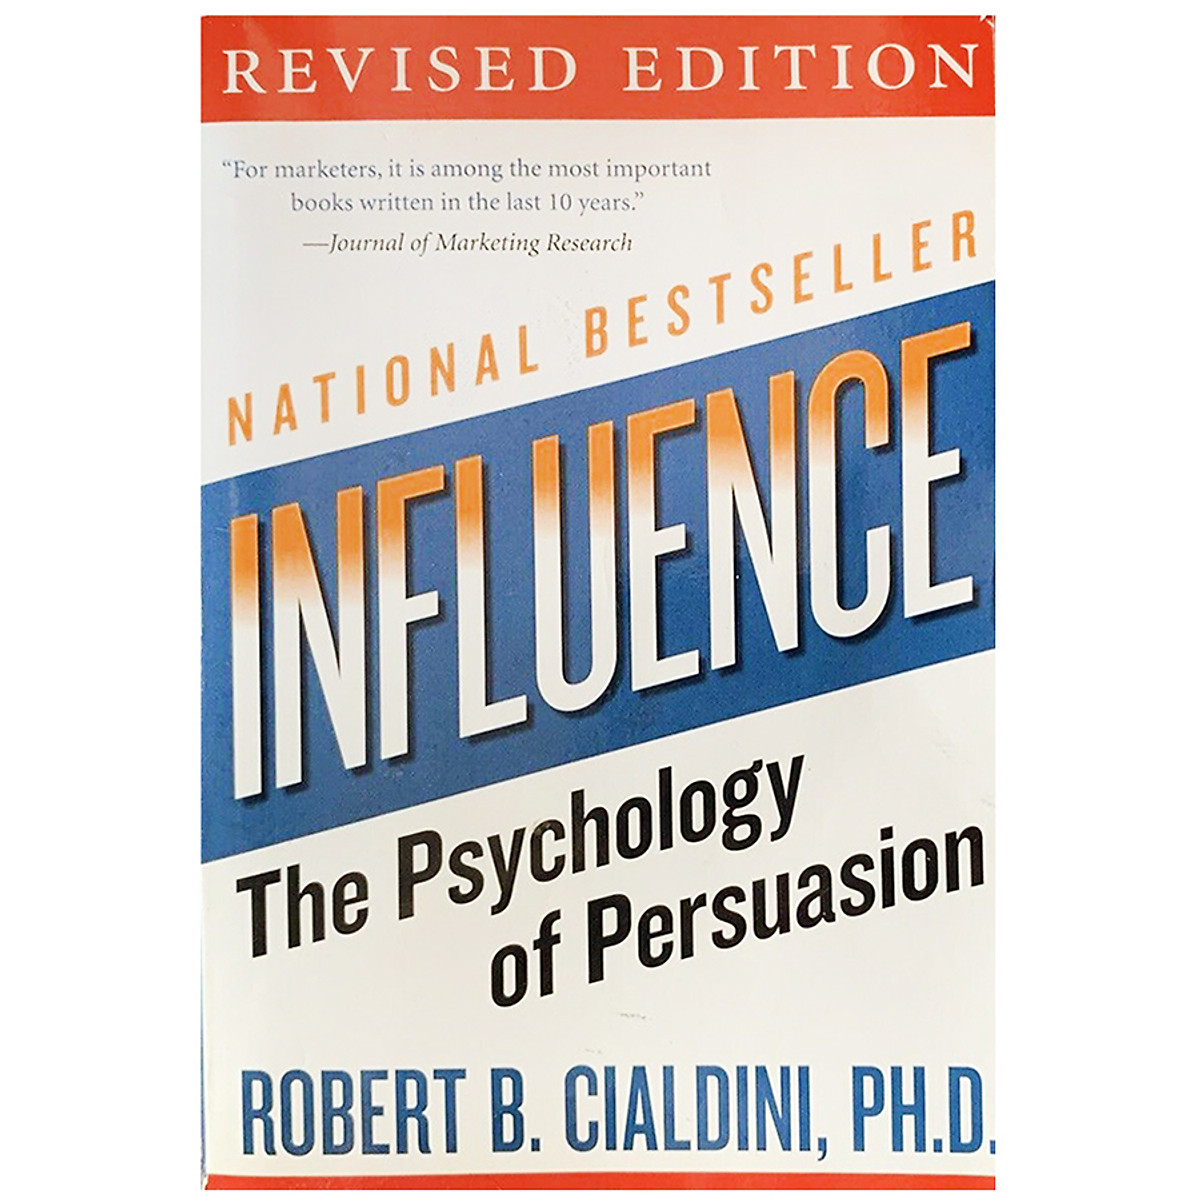 REVISED EDITION
“For marketers, it is among the most important
books written in the last 10 years.”
—Journal of Marketing Research
NATIONAL BESTSELLER
INFLUENCE
The Psychology
of Persuasion
ROBERT B. CIALDINI, PH.D.